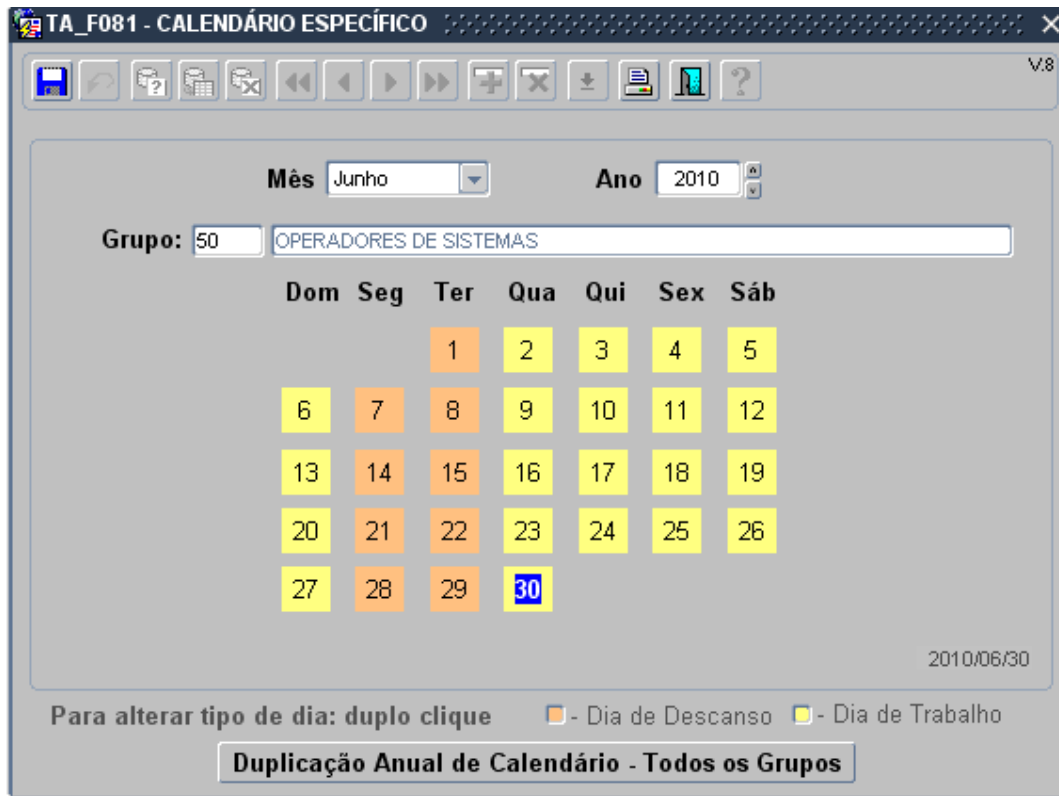 TA_F081 - CALENDÁRIO ESPECÍFICO
V.8
Mês Junho Ano 2010
Grupo: 50 OPERADORES DE SISTEMAS
Dom Seg Ter Qua Qui Sex Sáb
1 2 3 4 5
6 7 8 9 10 11 12
13 14 15 16 17 18 19
20 21 22 23 24 25 26
27 28 29 30
2010/06/30
Para alterar tipo de dia: duplo clique - Dia de Descanso - Dia de Trabalho
Duplicação Anual de Calendário - Todos os Grupos